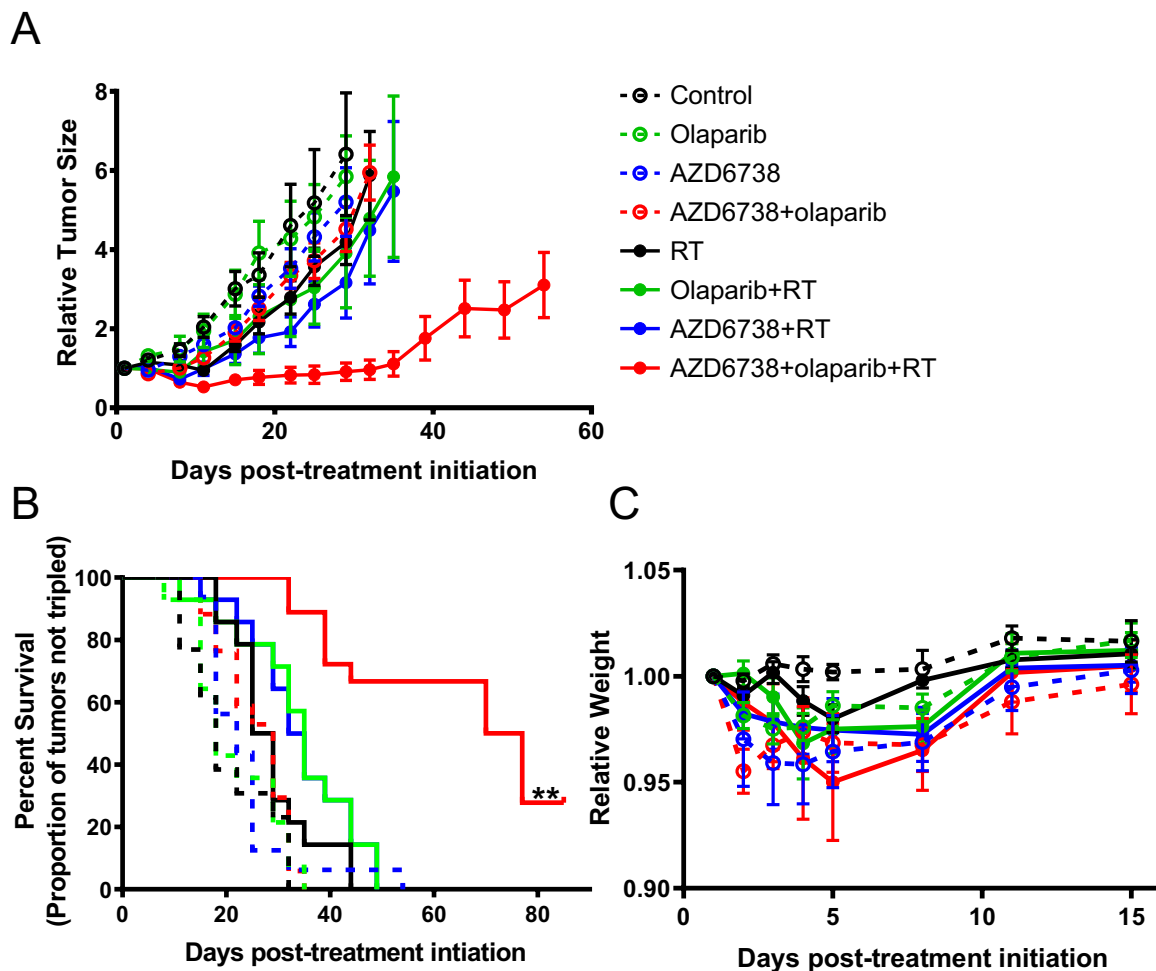 A
Relative Tumor Size
8
6
4
2
0
0 20 40 60
Days post-treatment initiation
Control
Olaparib
AZD6738
AZD6738+olaparib
RT
Olaparib+RT
AZD6738+RT
AZD6738+olaparib+RT
B
Percent Survival
(Proportion of tumors not tripled)
100
80
60
40
20
0
0 20 40 60 80
**
Days post-treatment intiation
C
Relative Weight
1.05
1.00
0.95
0.90
0 5 10 15
Days post-treatment initiation